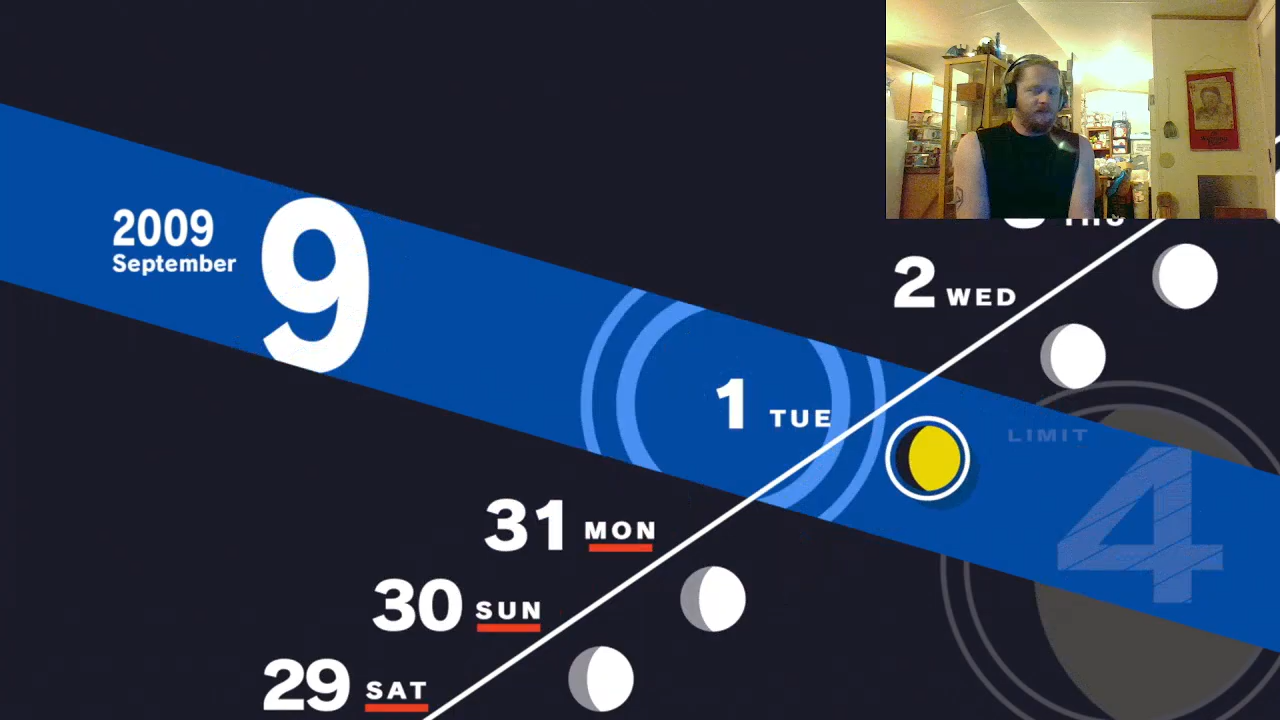 2009
September
9
2 WED
1 TUE
LIMIT
4
31 MON
30 SUN
29 SAT